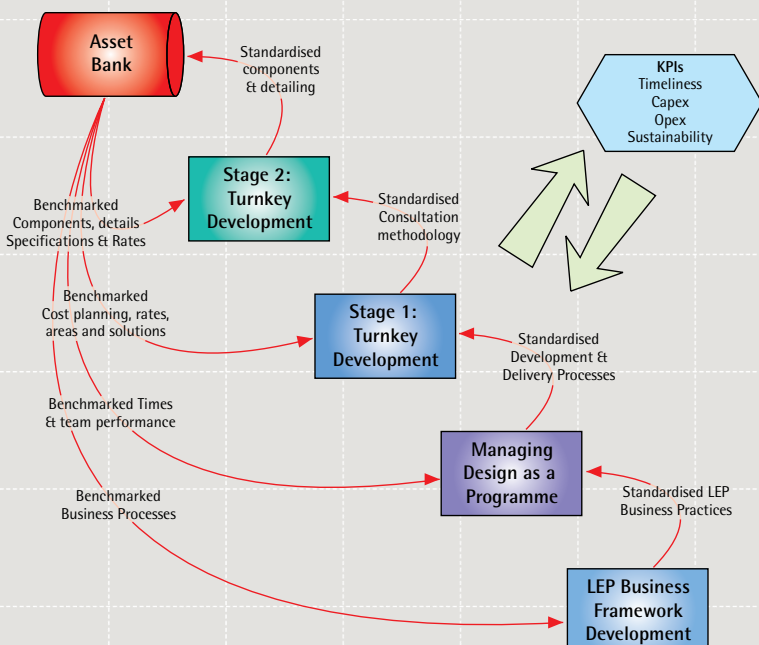 Asset
Bank
Standardised
components
& detailing
KPIs
Timeliness
Capex
Opex
Sustainability
Stage 2:
Turnkey
Development
Benchmarked
Components, details
Specifications & Rates
Standardised
Consultation
methodology
Benchmarked
Cost planning, rates,
areas and solutions
Stage 1:
Turnkey
Development
Standardised
Development &
Delivery Processes
Benchmarked Times
& team performance
Managing
Design as a
Programme
Benchmarked
Business Processes
Standardised LEP
Business Practices
LEP Business
Framework
Development